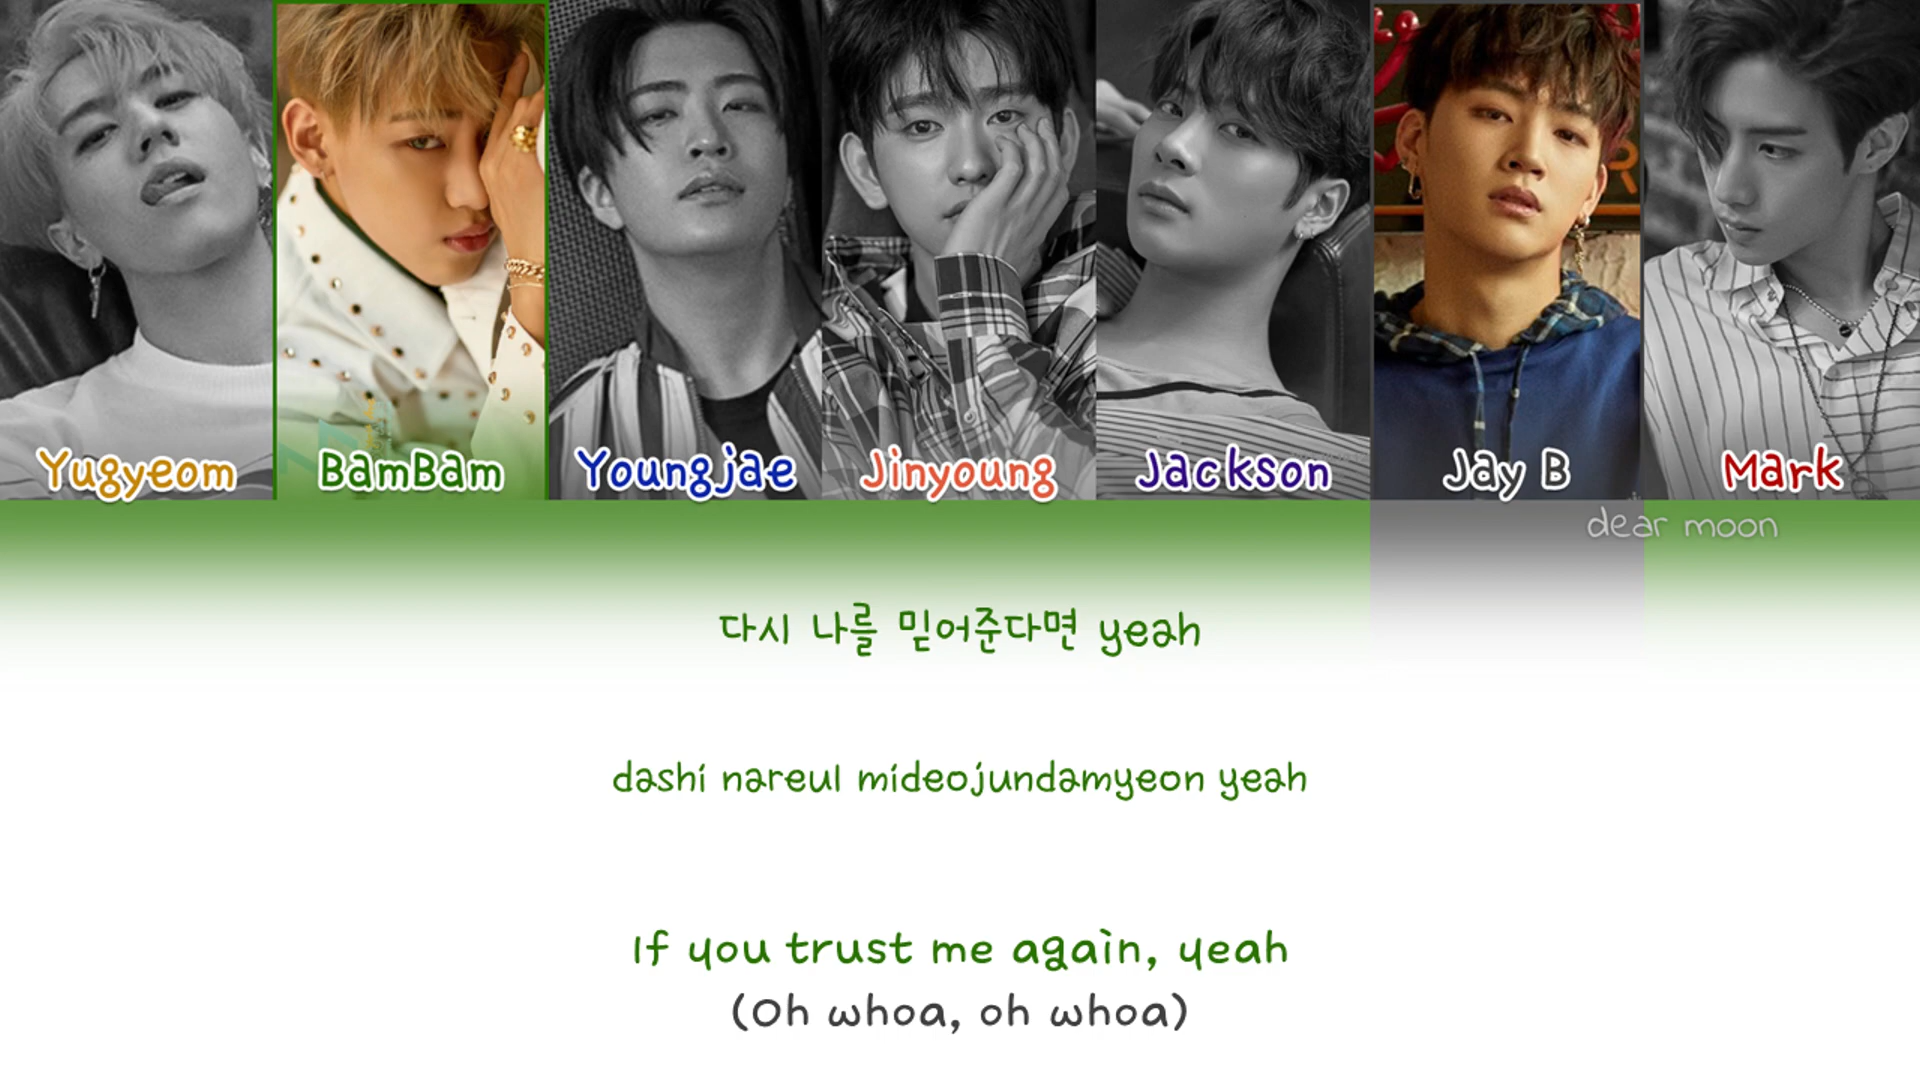 Yugyeom BamBam Youngjae Jinyoung Jackson Jay B Mark
dear moon
다시 나를 믿어준다면 yeah
dashi nareul mideojundamyeon yeah
If you trust me again, yeah
(Oh whoa, oh whoa)